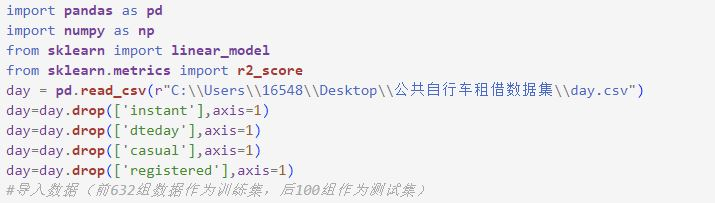 import pandas as pd
import numpy as np
from sklearn import linear_model
from sklearn.metrics import r2_score
day = pd.read_csv(r"C:\\Users\\16548\\Desktop\\公共自行车租借数据集\\day.csv")
day=day.drop(['instant'],axis=1)
day=day.drop(['dteday'],axis=1)
day=day.drop(['casual'],axis=1)
day=day.drop(['registered'],axis=1)
#导入数据（前632组数据作为训练集，后100组作为测试集）